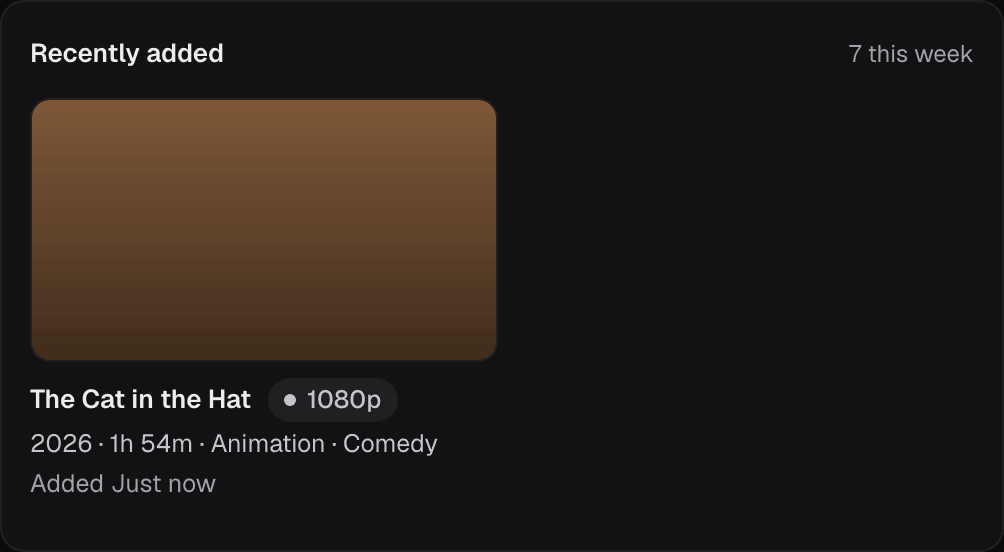 Recently added
7 this week
The Cat in the Hat
1080p
2026 · 1h 54m · Animation · Comedy
Added Just now